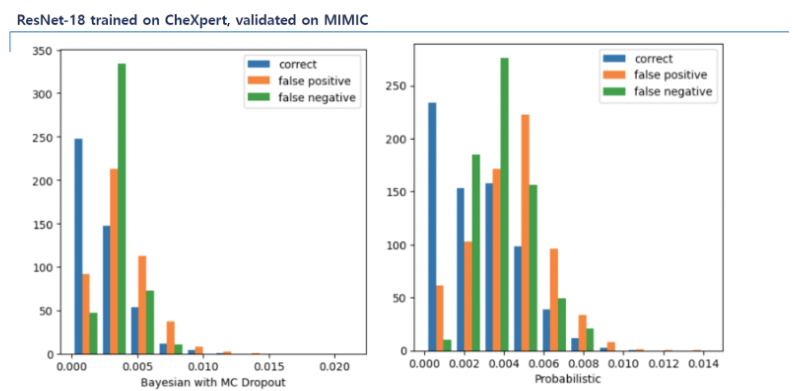 ResNet-18 trained on CheXpert, validated on MIMIC
350
300
250
200
150
100
50
0
0.000 0.005 0.010 0.015 0.020
Bayesian with MC Dropout
correct
false positive
false negative
250
200
150
100
50
0
0.000 0.002 0.004 0.006 0.008 0.010 0.012 0.014
Probabilistic
correct
false positive
false negative